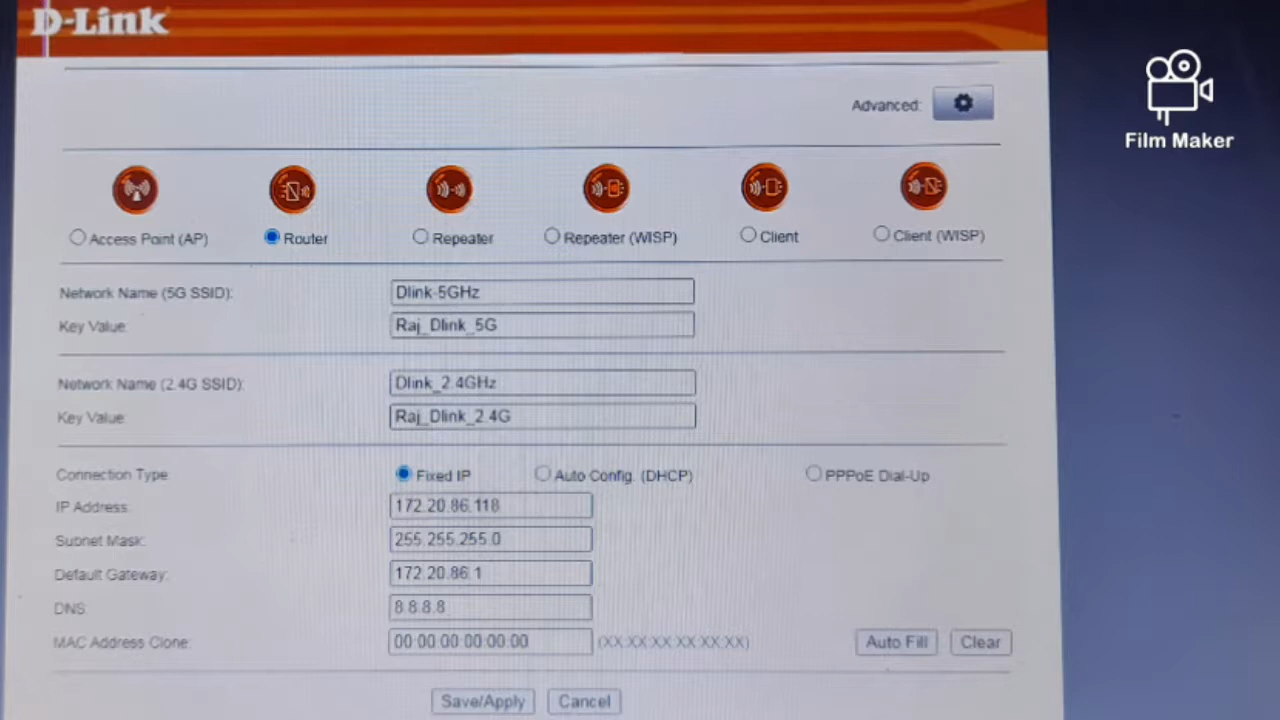 D-Link
Film Maker
Advanced:
Access Point (AP) Router Repeater Repeater (WISP) Client Client (WISP)
Network Name (5G SSID): Dlink-5GHz
Key Value: Raj_Dlink_5G
Network Name (2.4G SSID): Dlink_2.4GHz
Key Value: Raj_Dlink_2.4G
Connection Type Fixed IP Auto Config. (DHCP) PPPoE Dial-Up
IP Address: 172.20.86.118
Subnet Mask: 255.255.255.0
Default Gateway: 172.20.86.1
DNS: 8.8.8.8
MAC Address Clone: 00:00:00:00:00:00 (XX:XX:XX:XX:XX:XX) Auto Fill Clear
Save/Apply Cancel